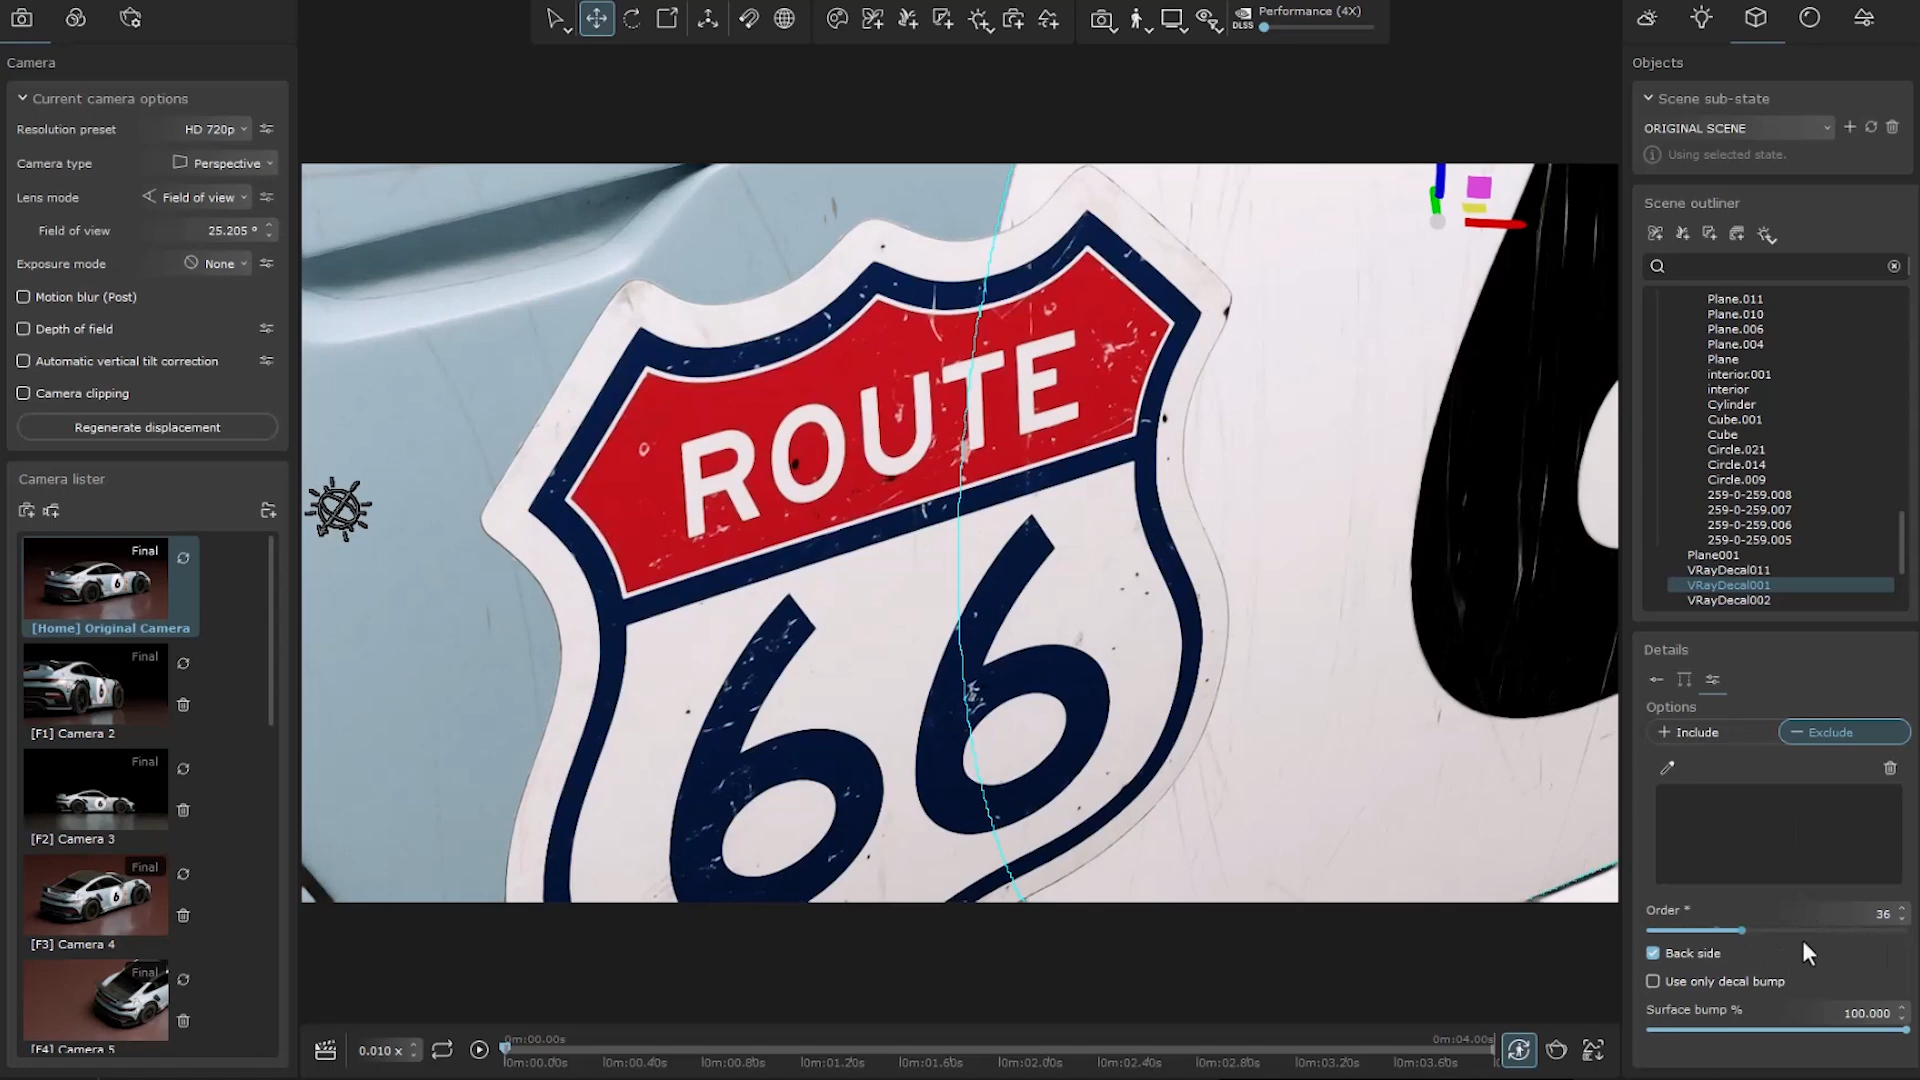 DLSS
Performance (4X)
Camera
Current camera options
Resolution preset
HD 720p
Camera type
Perspective
Lens mode
Field of view
Field of view
25.205 °
Exposure mode
None
Motion blur (Post)
Depth of field
Automatic vertical tilt correction
Camera clipping
Regenerate displacement
Camera lister
Final
[Home] Original Camera
Final
[F1] Camera 2
Final
[F2] Camera 3
Final
[F3] Camera 4
Final
[F4] Camera 5
ROUTE
66
0.010 x
0m:00.00s
0m:04.00s
0m:00.00s
0m:00.40s
0m:00.80s
0m:01.20s
0m:01.60s
0m:02.00s
0m:02.40s
0m:02.80s
0m:03.20s
0m:03.60s
Objects
Scene sub-state
ORIGINAL SCENE
Using selected state.
Scene outliner
Plane.011
Plane.010
Plane.006
Plane.004
Plane
interior.001
interior
Cylinder
Cube.001
Cube
Circle.021
Circle.014
Circle.009
259-0-259.008
259-0-259.007
259-0-259.006
259-0-259.005
Plane001
VRayDecal011
VRayDecal001
VRayDecal002
Details
Options
Include
Exclude
Order *
36
Back side
Use only decal bump
Surface bump %
100.000